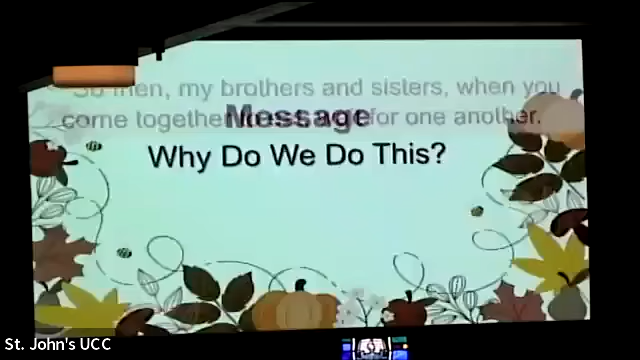 So then, my brothers and sisters, when you
come together for one another.
Message
Why Do We Do This?
St. John's UCC